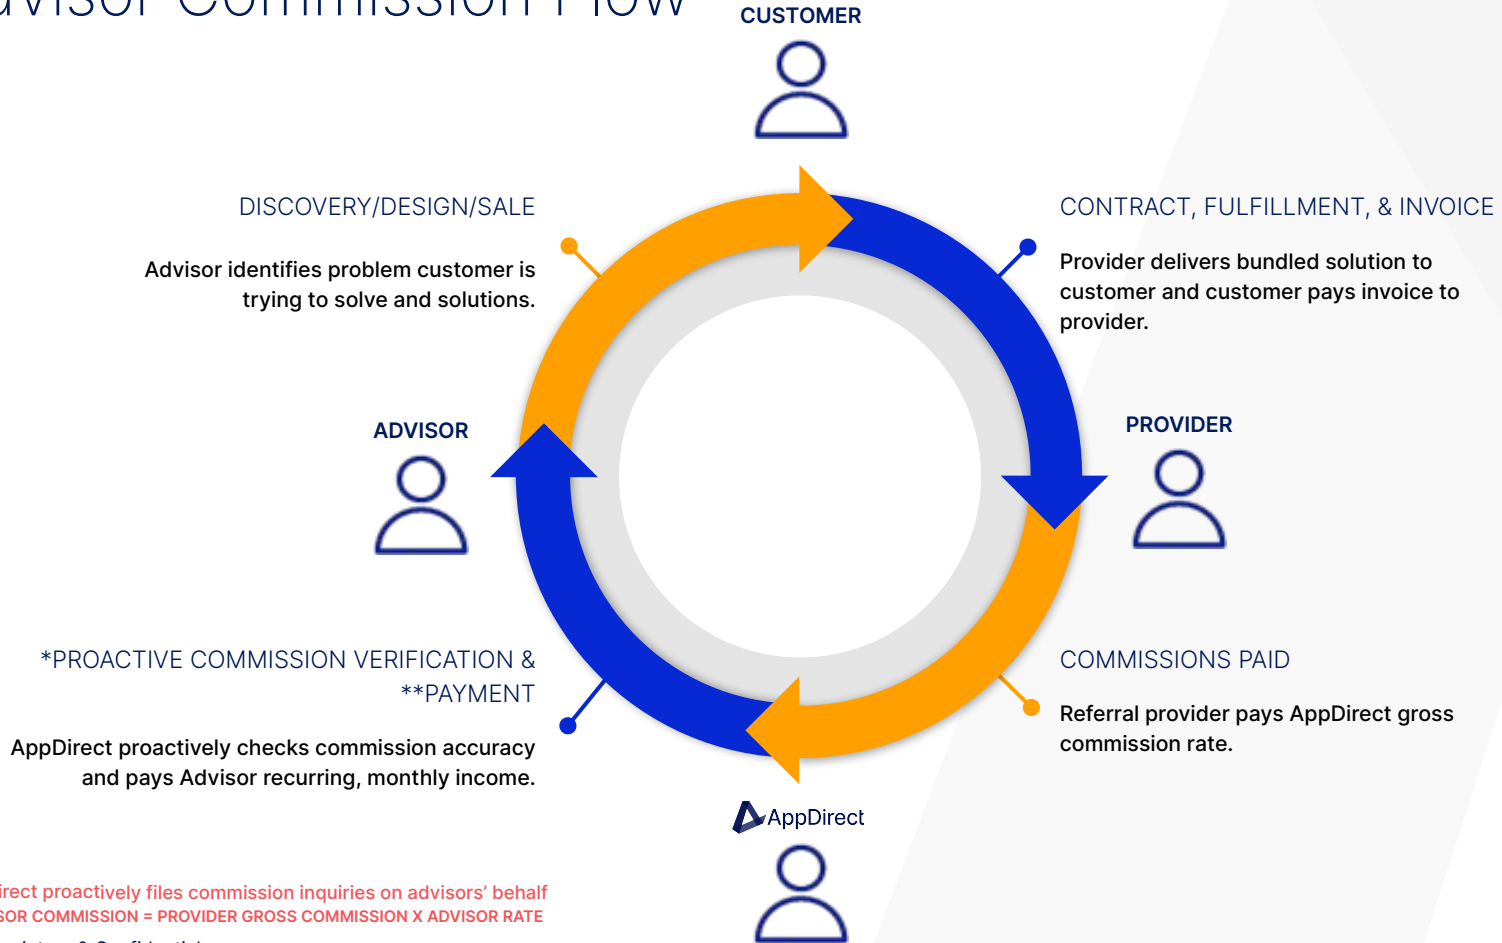 Commission Flow
CUSTOMER
DISCOVERY/DESIGN/SALE
Advisor identifies problem customer is
trying to solve and solutions.
CONTRACT, FULFILLMENT, & INVOICE
Provider delivers bundled solution to
customer and customer pays invoice to
provider.
ADVISOR
PROVIDER
*PROACTIVE COMMISSION VERIFICATION &
**PAYMENT
AppDirect proactively checks commission accuracy
and pays Advisor recurring, monthly income.
COMMISSIONS PAID
Referral provider pays AppDirect gross
commission rate.
AppDirect
proactively files commission inquiries on advisors' behalf
COMMISSION = PROVIDER GROSS COMMISSION X ADVISOR RATE